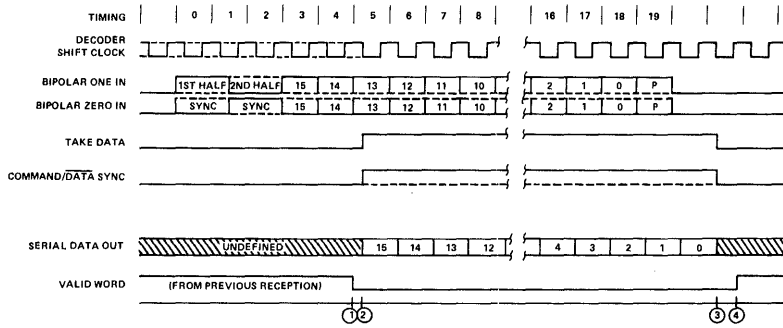 TIMING 0 1 2 3 4 5 6 7 8 16 17 18 19
DECODER
SHIFT CLOCK
BIPOLAR ONE IN 1ST HALF 2ND HALF 15 14 13 12 11 10 2 1 0 P
BIPOLAR ZERO IN SYNC SYNC 15 14 13 12 11 10 2 1 0 P
TAKE DATA
COMMAND/DATA SYNC
SERIAL DATA OUT UNDEFINED 15 14 13 12 4 3 2 1 0
VALID WORD (FROM PREVIOUS RECEPTION)
1 2 3 4